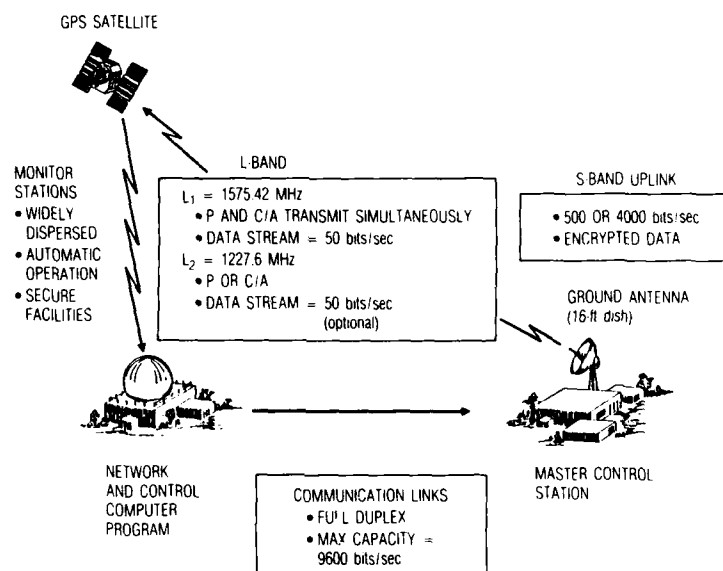 GPS SATELLITE
MONITOR
STATIONS
• WIDELY
DISPERSED
• AUTOMATIC
OPERATION
• SECURE
FACILITIES
L-BAND
L₁ = 1575.42 MHz
• P AND C/A TRANSMIT SIMULTANEOUSLY
• DATA STREAM = 50 bits/sec
L₂ = 1227.6 MHz
• P OR C/A
• DATA STREAM = 50 bits/sec
(optional)
S-BAND UPLINK
• 500 OR 4000 bits/sec
• ENCRYPTED DATA
GROUND ANTENNA
(16-ft dish)
NETWORK
AND CONTROL
COMPUTER
PROGRAM
MASTER CONTROL
STATION
COMMUNICATION LINKS
• FULL DUPLEX
• MAX CAPACITY =
9600 bits/sec